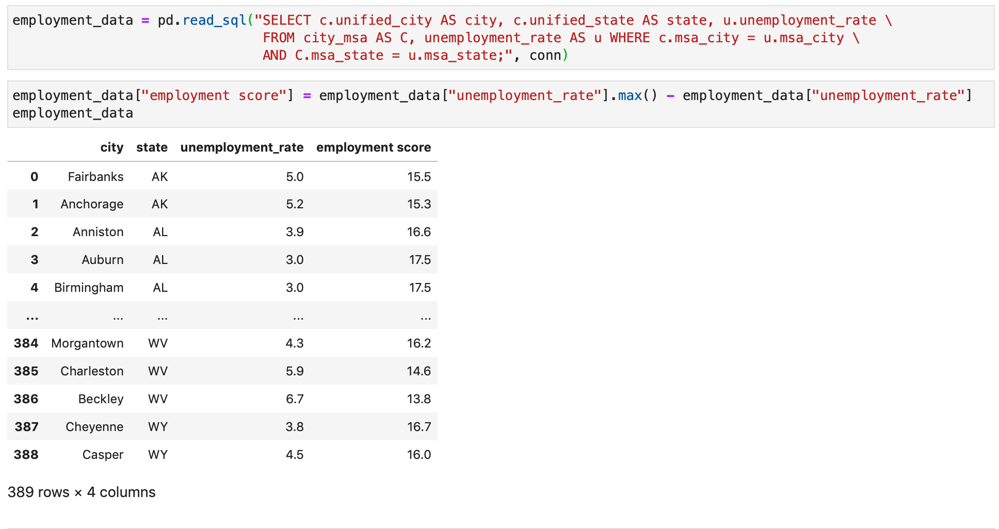 employment_data = pd.read_sql("SELECT c.unified_city AS city, c.unified_state AS state, u.unemployment_rate \
FROM city_msa AS C, unemployment_rate AS u WHERE c.msa_city = u.msa_city \
AND C.msa_state = u.msa_state;", conn)
employment_data["employment score"] = employment_data["unemployment_rate"].max() - employment_data["unemployment_rate"]
employment_data
city state unemployment_rate employment score
0 Fairbanks AK 5.0 15.5
1 Anchorage AK 5.2 15.3
2 Anniston AL 3.9 16.6
3 Auburn AL 3.0 17.5
4 Birmingham AL 3.0 17.5
... ... ... ... ...
384 Morgantown WV 4.3 16.2
385 Charleston WV 5.9 14.6
386 Beckley WV 6.7 13.8
387 Cheyenne WY 3.8 16.7
388 Casper WY 4.5 16.0
389 rows × 4 columns